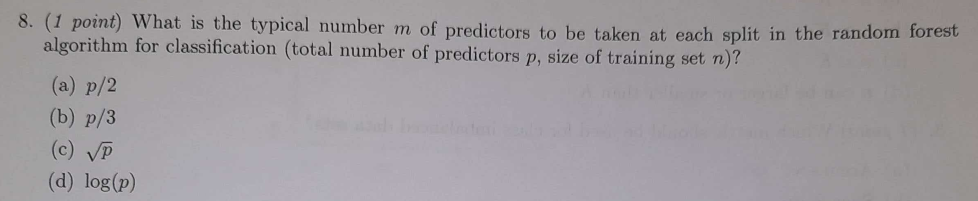 8. (1 point) What is the typical number m of predictors to be taken at each split in the random forest
algorithm for classification (total number of predictors p, size of training set n)?
(a) p/2
(b) p/3
(c) √p
(d) log(p)